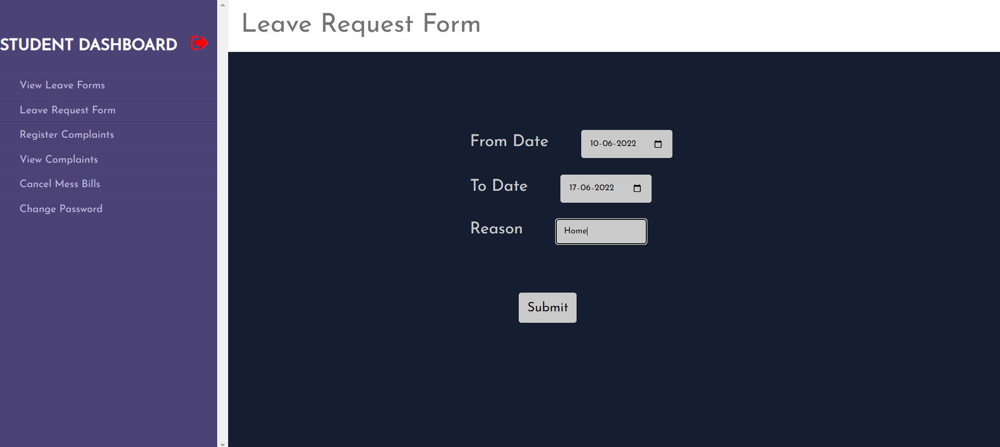 STUDENT DASHBOARD
View Leave Forms
Leave Request Form
Register Complaints
View Complaints
Cancel Mess Bills
Change Password
Leave Request Form
From Date 10-06-2022
To Date 17-06-2022
Reason Home
Submit